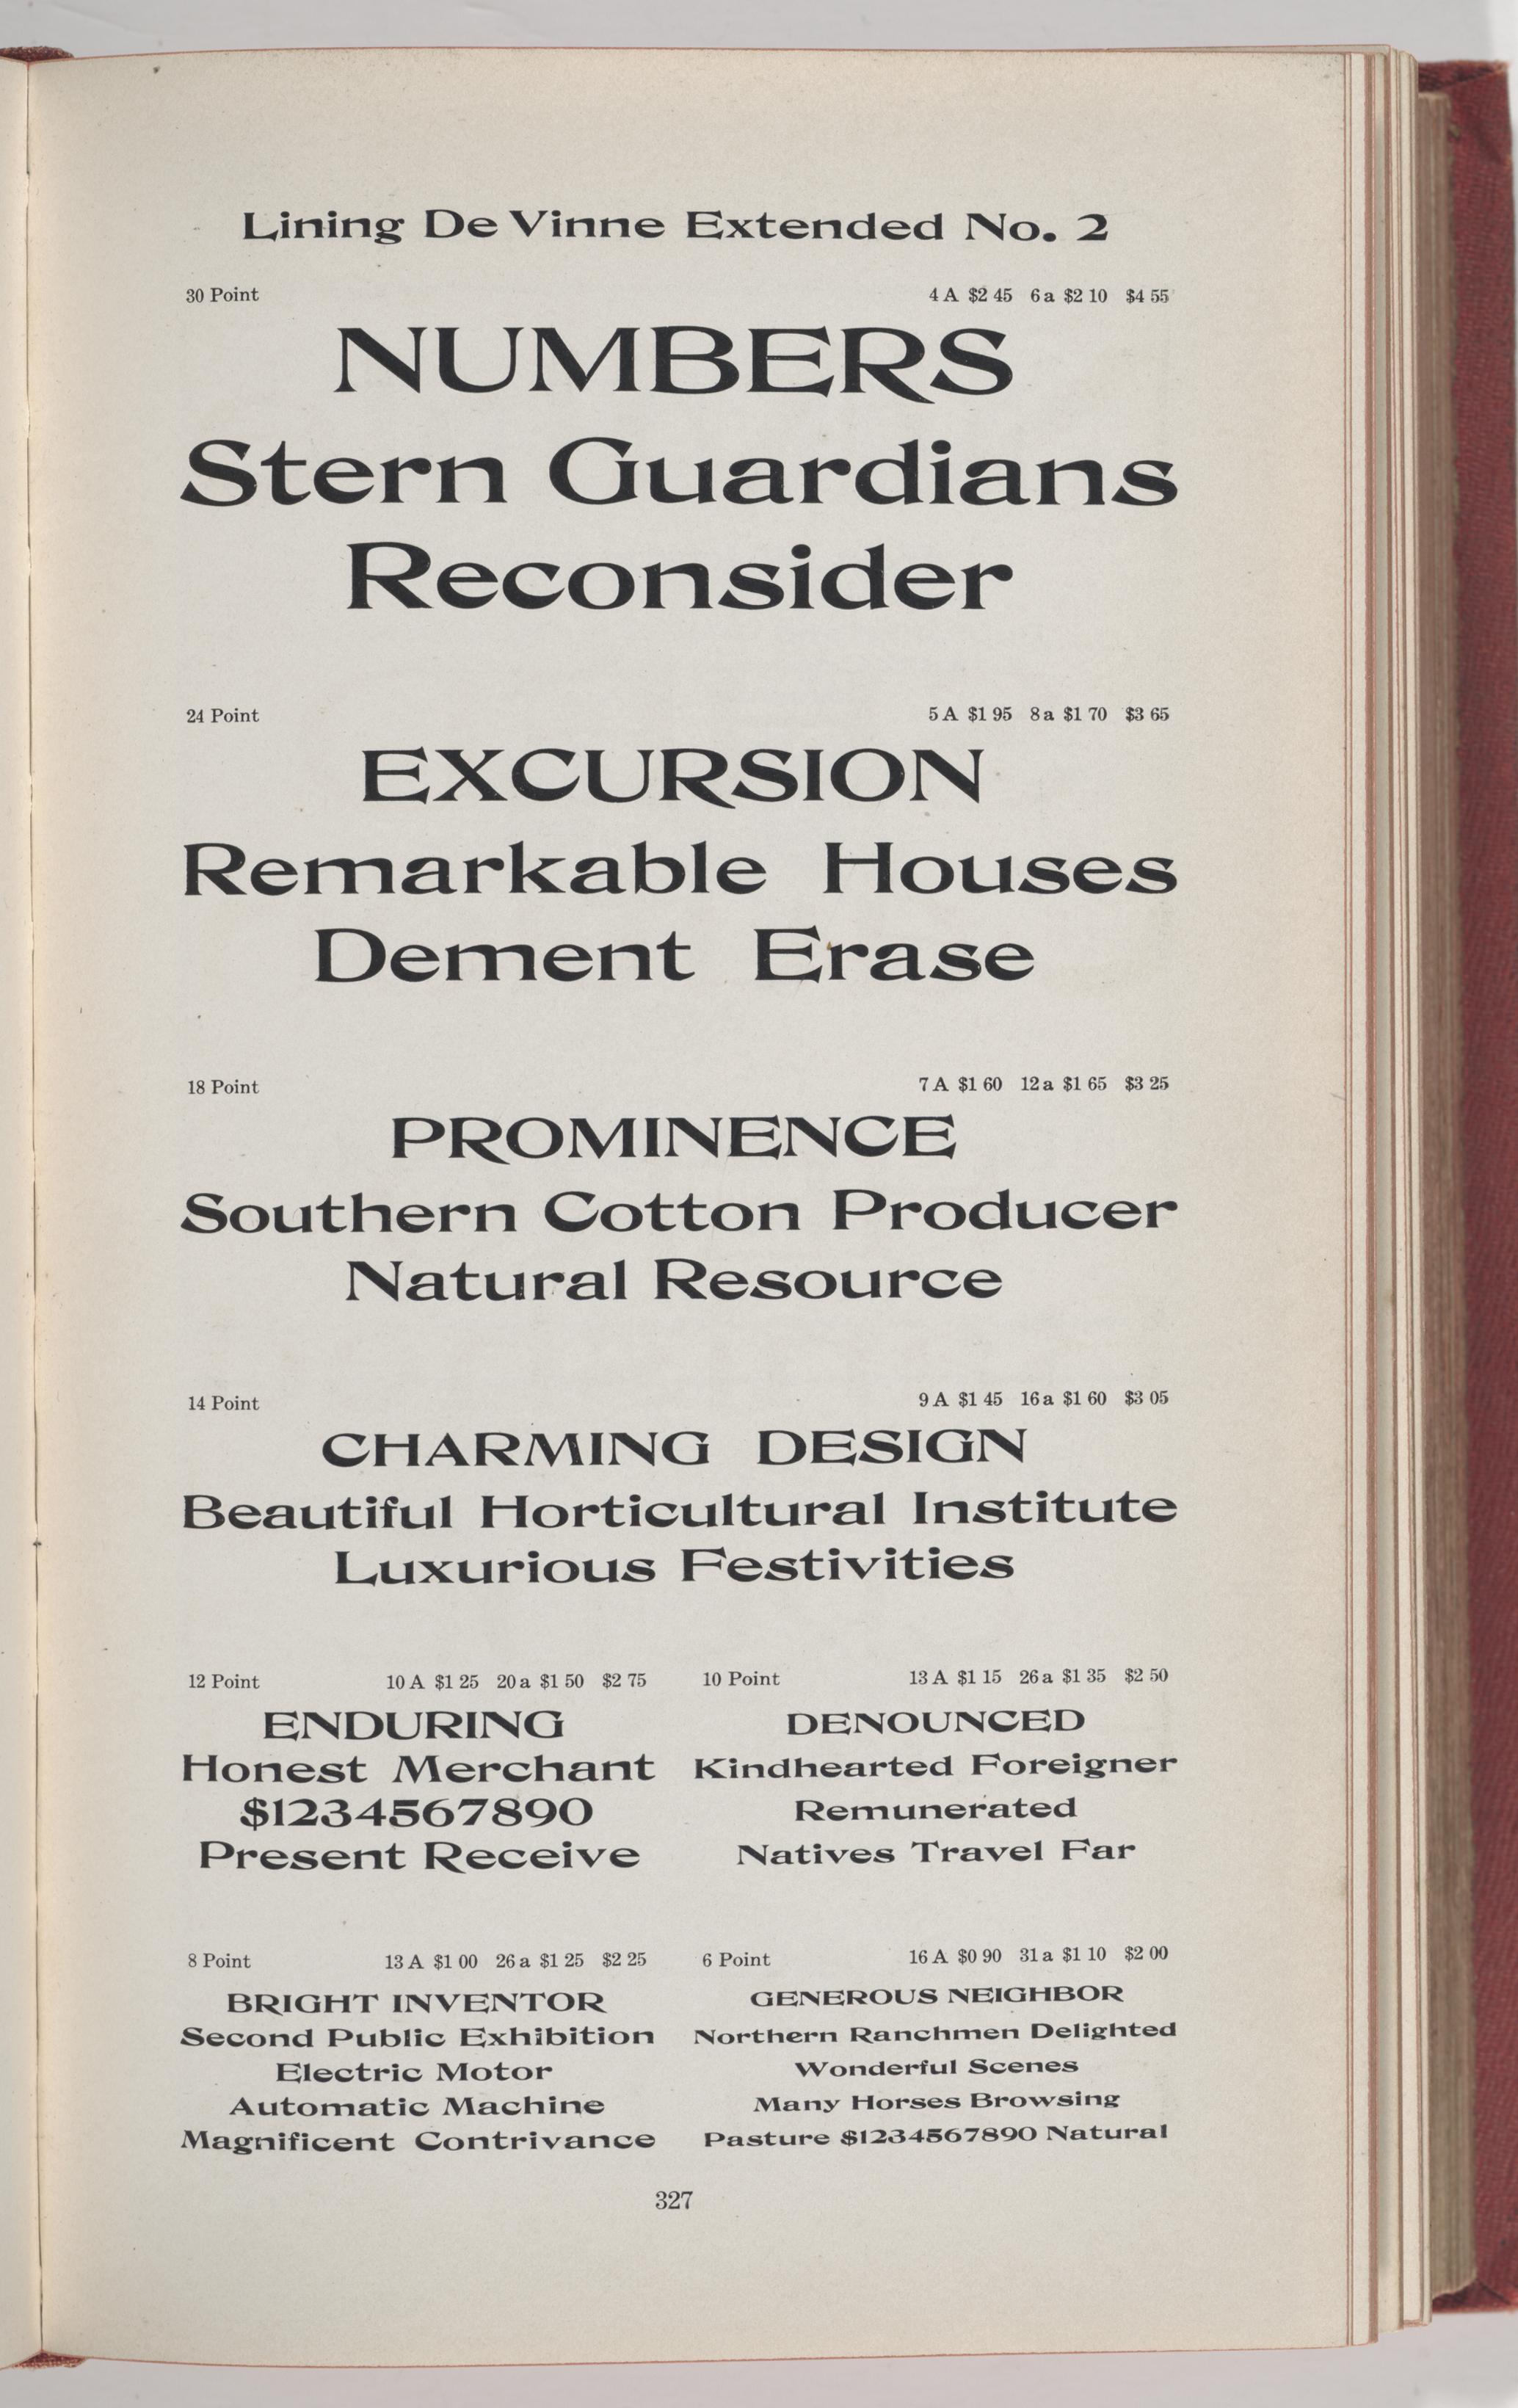 Lining De Vinne Extended No. 2
30 Point 4 A $2 45 6 a $2 10 $4 55
NUMBERS
Stern Guardians
Reconsider
24 Point 5 A $1 95 8 a $1 70 $3 65
EXCURSION
Remarkable Houses
Dement Erase
18 Point 7 A $1 60 12 a $1 65 $3 25
PROMINENCE
Southern Cotton Producer
Natural Resource
14 Point 9 A $1 45 16 a $1 60 $3 05
CHARMING DESIGN
Beautiful Horticultural Institute
Luxurious Festivities
12 Point 10 A $1 25 20 a $1 50 $2 75
ENDURING
Honest Merchant
$1234567890
Present Receive
10 Point 13 A $1 15 26 a $1 35 $2 50
DENOUNCED
Kindhearted Foreigner
Remunerated
Natives Travel Far
8 Point 13 A $1 00 26 a $1 25 $2 25
BRIGHT INVENTOR
Second Public Exhibition
Electric Motor
Automatic Machine
Magnificent Contrivance
6 Point 16 A $0 90 31 a $1 10 $2 00
GENEROUS NEIGHBOR
Northern Ranchmen Delighted
Wonderful Scenes
Many Horses Browsing
Pasture $1234567890 Natural
327